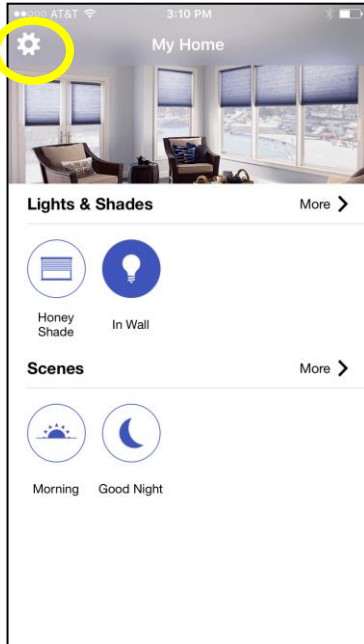 AT&T 3:10 PM
My Home
Lights & Shades More
Honey
Shade
In Wall
Scenes More
Morning Good Night